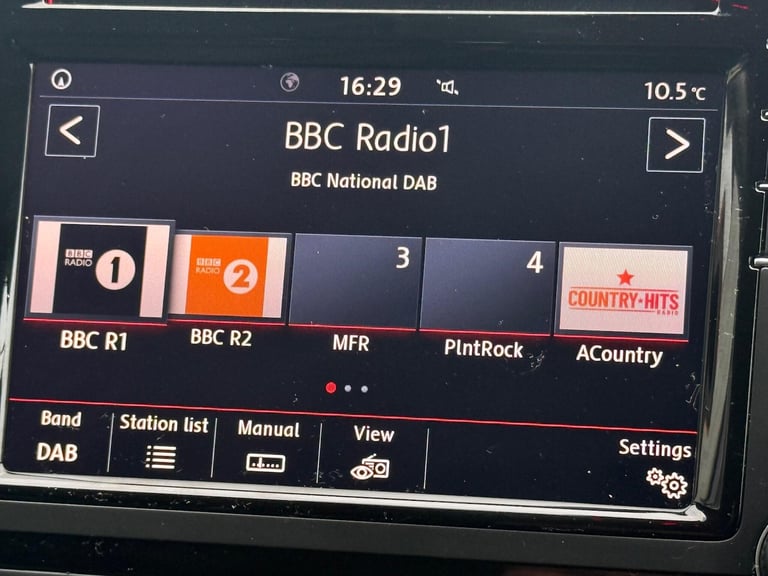 16:29
10.5°C
<
BBC Radio1
>
BBC National DAB
BBC RADIO 1
BBC RADIO 2
3
4
COUNTRY★HITS
RADIO
BBC R1
BBC R2
MFR
PlntRock
ACountry
Band
Station list
Manual
View
Settings
DAB